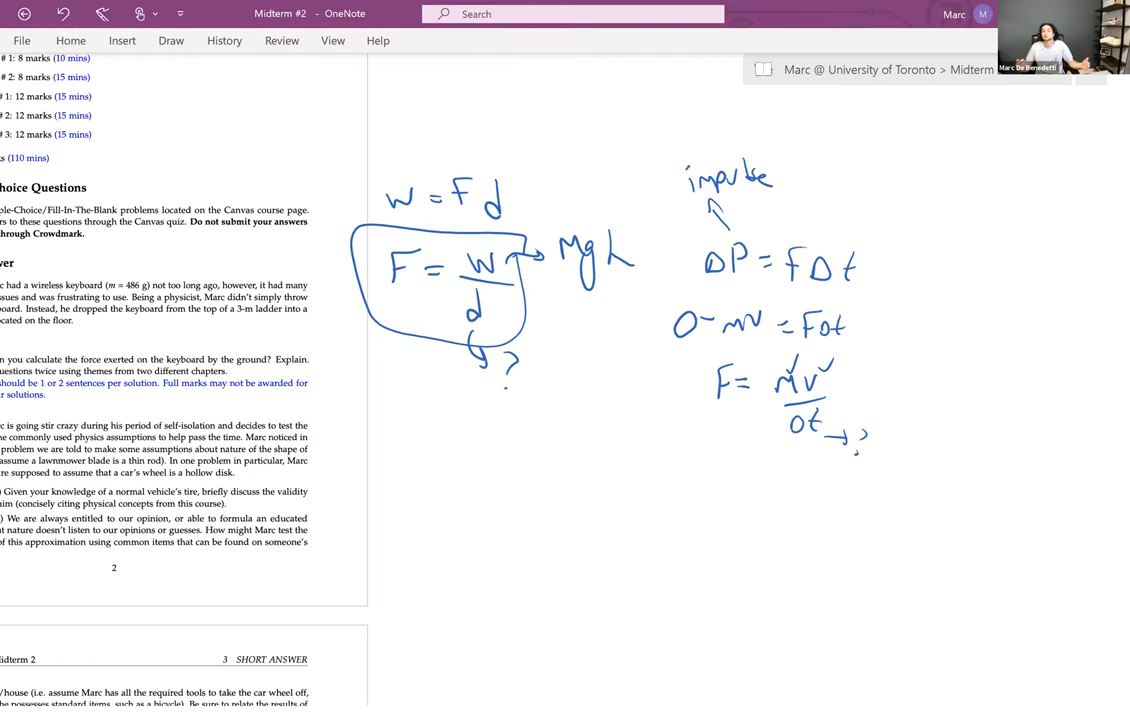 Midterm #2 - OneNote
Search
Marc
M
File Home Insert Draw History Review View Help
Marc De Benedetti
Marc @ University of Toronto > Midterm
# 1: 8 marks (10 mins)
# 2: 8 marks (15 mins)
# 1: 12 marks (15 mins)
# 2: 12 marks (15 mins)
# 3: 12 marks (15 mins)
ks (110 mins)
hoice Questions
ple-Choice/Fill-In-The-Blank problems located on the Canvas course page.
rs to these questions through the Canvas quiz. Do not submit your answers
through Crowdmark.
wer
c had a wireless keyboard (m = 486 g) not too long ago, however, it had many
ssues and was frustrating to use. Being a physicist, Marc didn't simply throw
board. Instead, he dropped the keyboard from the top of a 3-m ladder into a
ocated on the floor.
n you calculate the force exerted on the keyboard by the ground? Explain.
questions twice using themes from two different chapters.
should be 1 or 2 sentences per solution. Full marks may not be awarded for
r solutions.
rc is going stir crazy during his period of self-isolation and decides to test the
ne commonly used physics assumptions to help pass the time. Marc noticed in
problem we are told to make some assumptions about nature of the shape of
(assume a lawnmower blade is a thin rod). In one problem in particular, Marc
re supposed to assume that a car's wheel is a hollow disk.
) Given your knowledge of a normal vehicle's tire, briefly discuss the validity
aim (concisely citing physical concepts from this course).
) We are always entitled to our opinion, or able to formula an educated
ut nature doesn't listen to our opinions or guesses. How might Marc test the
of this approximation using common items that can be found on someone's
2
Midterm 2 3 SHORT ANSWER
/house (i.e. assume Marc has all the required tools to take the car wheel off,
he possesses standard items, such as a bicycle). Be sure to relate the results of
W = F d
F = W / d → Mgh
?
impulse
ΔP = F Δt
0 - mv = FΔt
F = Mv / Δt → ?